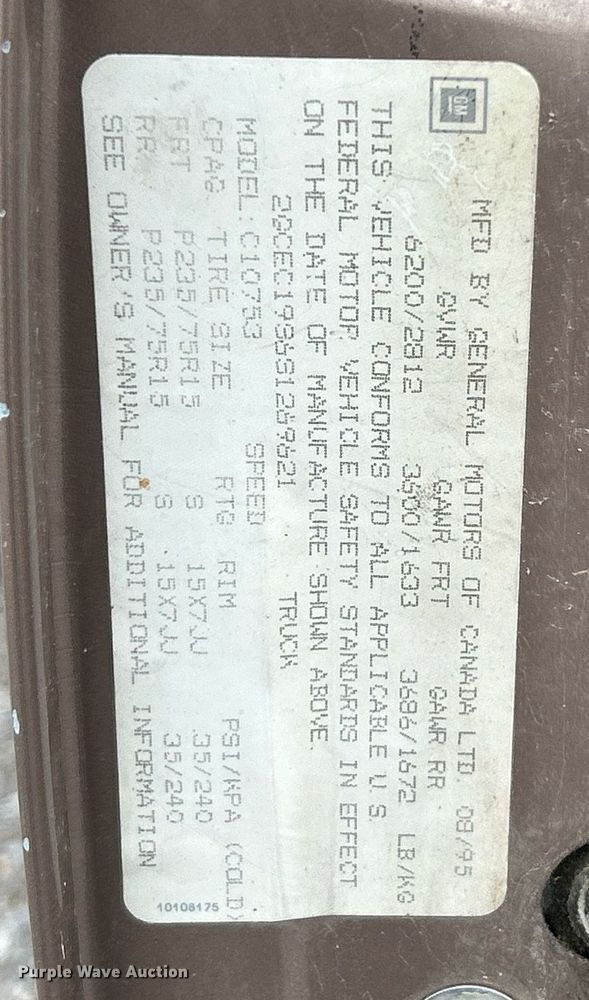 GM
MFD BY GENERAL MOTORS OF CANADA LTD. 08/95
GVWR GAWR FRT GAWR RR
6200/2812 3600/1633 3686/1672 LB/KG
THIS VEHICLE CONFORMS TO ALL APPLICABLE U.S.
FEDERAL MOTOR VEHICLE SAFETY STANDARDS IN EFFECT
ON THE DATE OF MANUFACTURE SHOWN ABOVE.
TRUCK
MODEL: C10753 SPEED
CPAG TIRE SIZE RTG RIM PSI/KPA (COLD)
FRT P235/75R15 S 15X7JJ 35/240
RR P235/75R15 S 15X7JJ 35/240
SEE OWNER'S MANUAL FOR ADDITIONAL INFORMATION
10108175
Purple Wave Auction